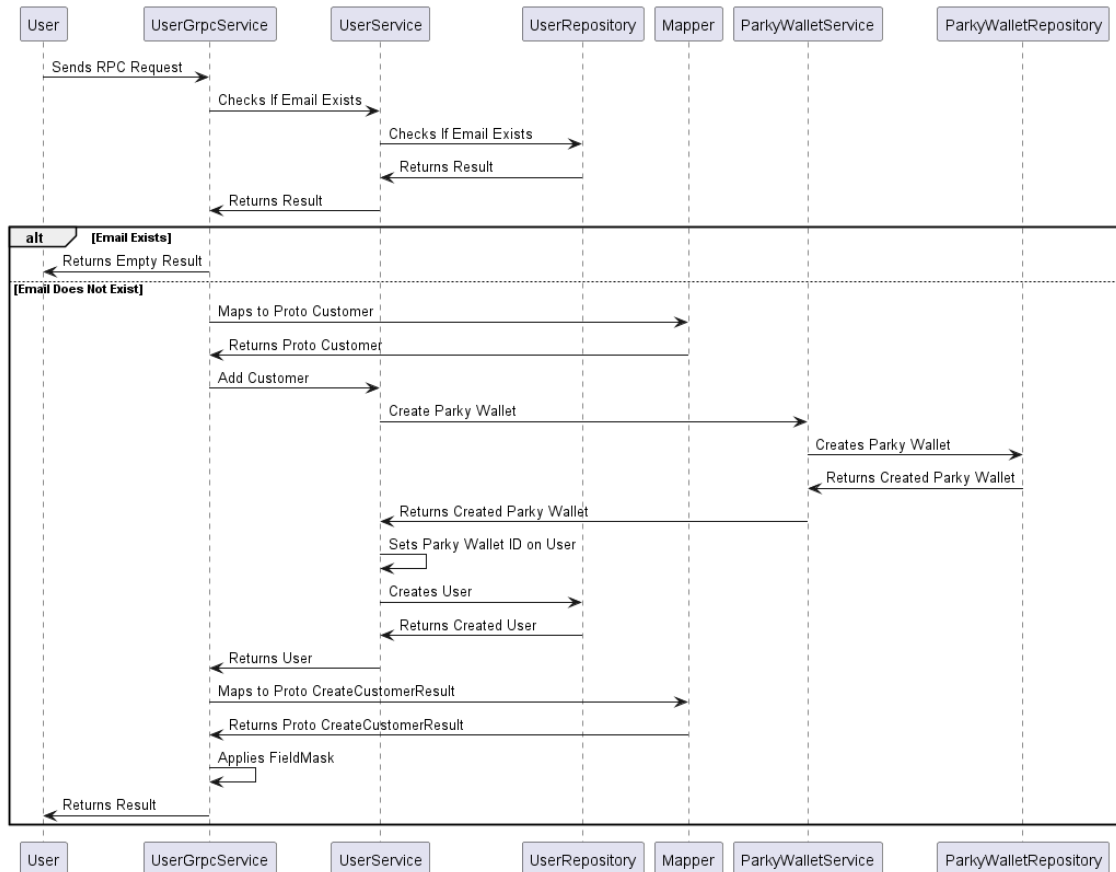 User UserGrpcService UserService UserRepository Mapper ParkyWalletService ParkyWalletRepository
Sends RPC Request
Checks If Email Exists
Checks If Email Exists
Returns Result
Returns Result
alt [Email Exists]
Returns Empty Result
[Email Does Not Exist]
Maps to Proto Customer
Returns Proto Customer
Add Customer
Create Parky Wallet
Creates Parky Wallet
Returns Created Parky Wallet
Returns Created Parky Wallet
Sets Parky Wallet ID on User
Creates User
Returns Created User
Returns User
Maps to Proto CreateCustomerResult
Returns Proto CreateCustomerResult
Applies FieldMask
Returns Result
User UserGrpcService UserService UserRepository Mapper ParkyWalletService ParkyWalletRepository